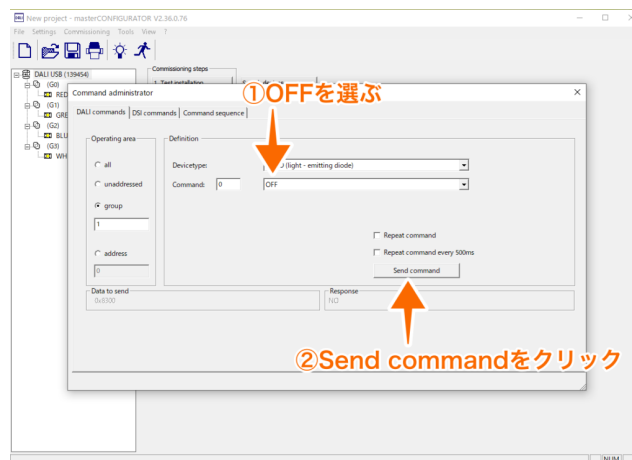 New project - masterCONFIGURATOR V2.36.0.76
File Settings Commissioning Tools View ?
DALI USB (139454)
(G0)
RED
(G1)
GRE
(G2)
BLU
(G3)
WH
Commissioning steps
1. Test installation
Command administrator
①OFFを選ぶ
DALI commands DSI commands Command sequence
Operating area
all
unaddressed
group
1
address
0
Definition
Devicetype:
(light - emitting diode)
Command: 0 OFF
Repeat command
Repeat command every 500ms
Send command
Data to send
0x8300
Response
NO
②Send commandをクリック
NUM